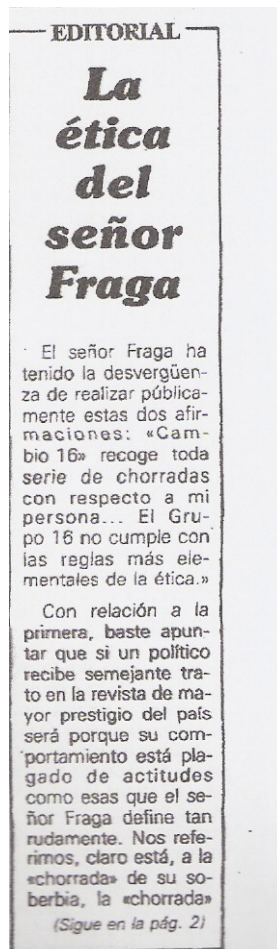 EDITORIAL
La
ética
del
señor
Fraga
El señor Fraga ha
tenido la desvergüen-
za de realizar pública-
mente estas dos afir-
maciones: «Cam-
bio 16» recoge toda
serie de chorradas
con respecto a mi
persona... El Gru-
po 16 no cumple con
las reglas más ele-
mentales de la ética.»
Con relación a la
primera, baste apun-
tar que si un político
recibe semejante tra-
to en la revista de ma-
yor prestigio del país
será porque su com-
portamiento está pla-
gado de actitudes
como esas que el se-
ñor Fraga define tan
rudamente. Nos refe-
rimos, claro está, a la
«chorrada» de su so-
berbia, la «chorrada»
(Sigue en la pág. 2)